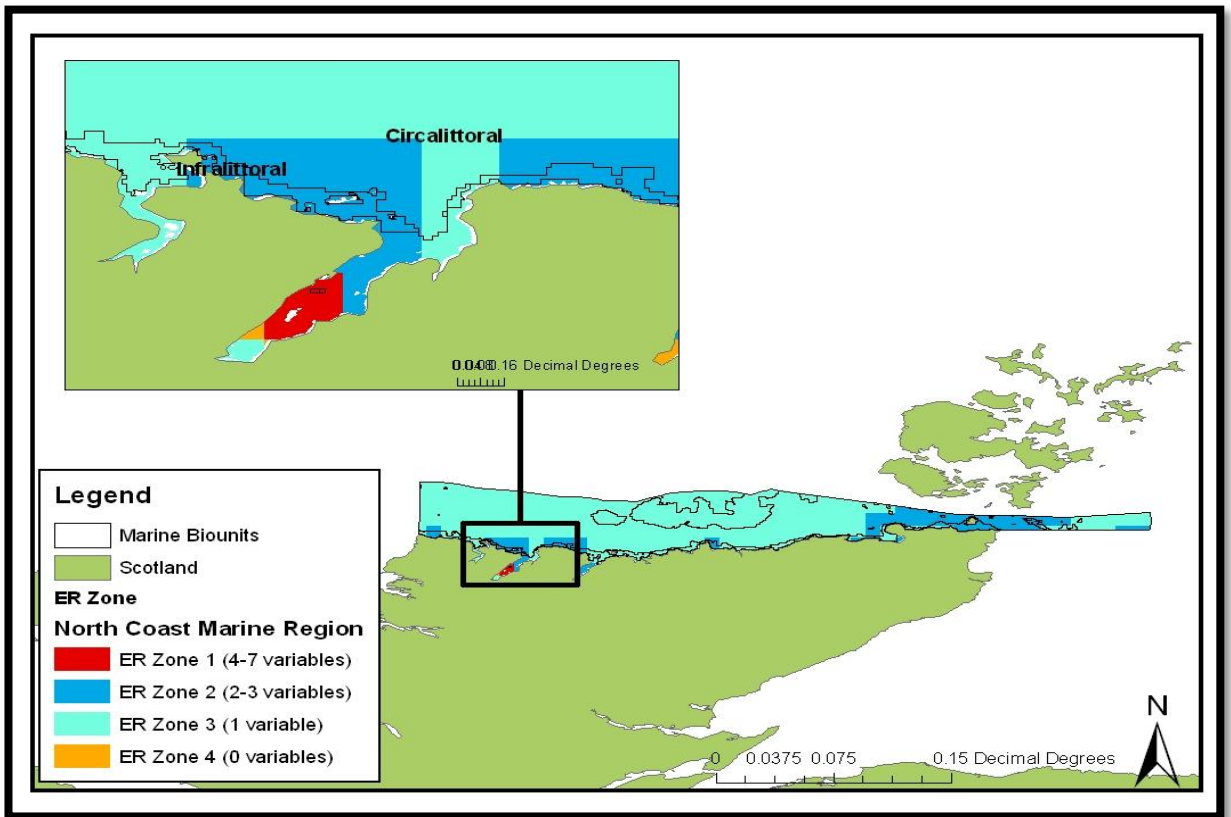 Circalittoral
Infralittoral
0.16 Decimal Degrees
Legend
Marine Biounits
Scotland
ER Zone
North Coast Marine Region
ER Zone 1 (4-7 variables)
ER Zone 2 (2-3 variables)
ER Zone 3 (1 variable)
ER Zone 4 (0 variables)
N
0 0.0375 0.075 0.15 Decimal Degrees